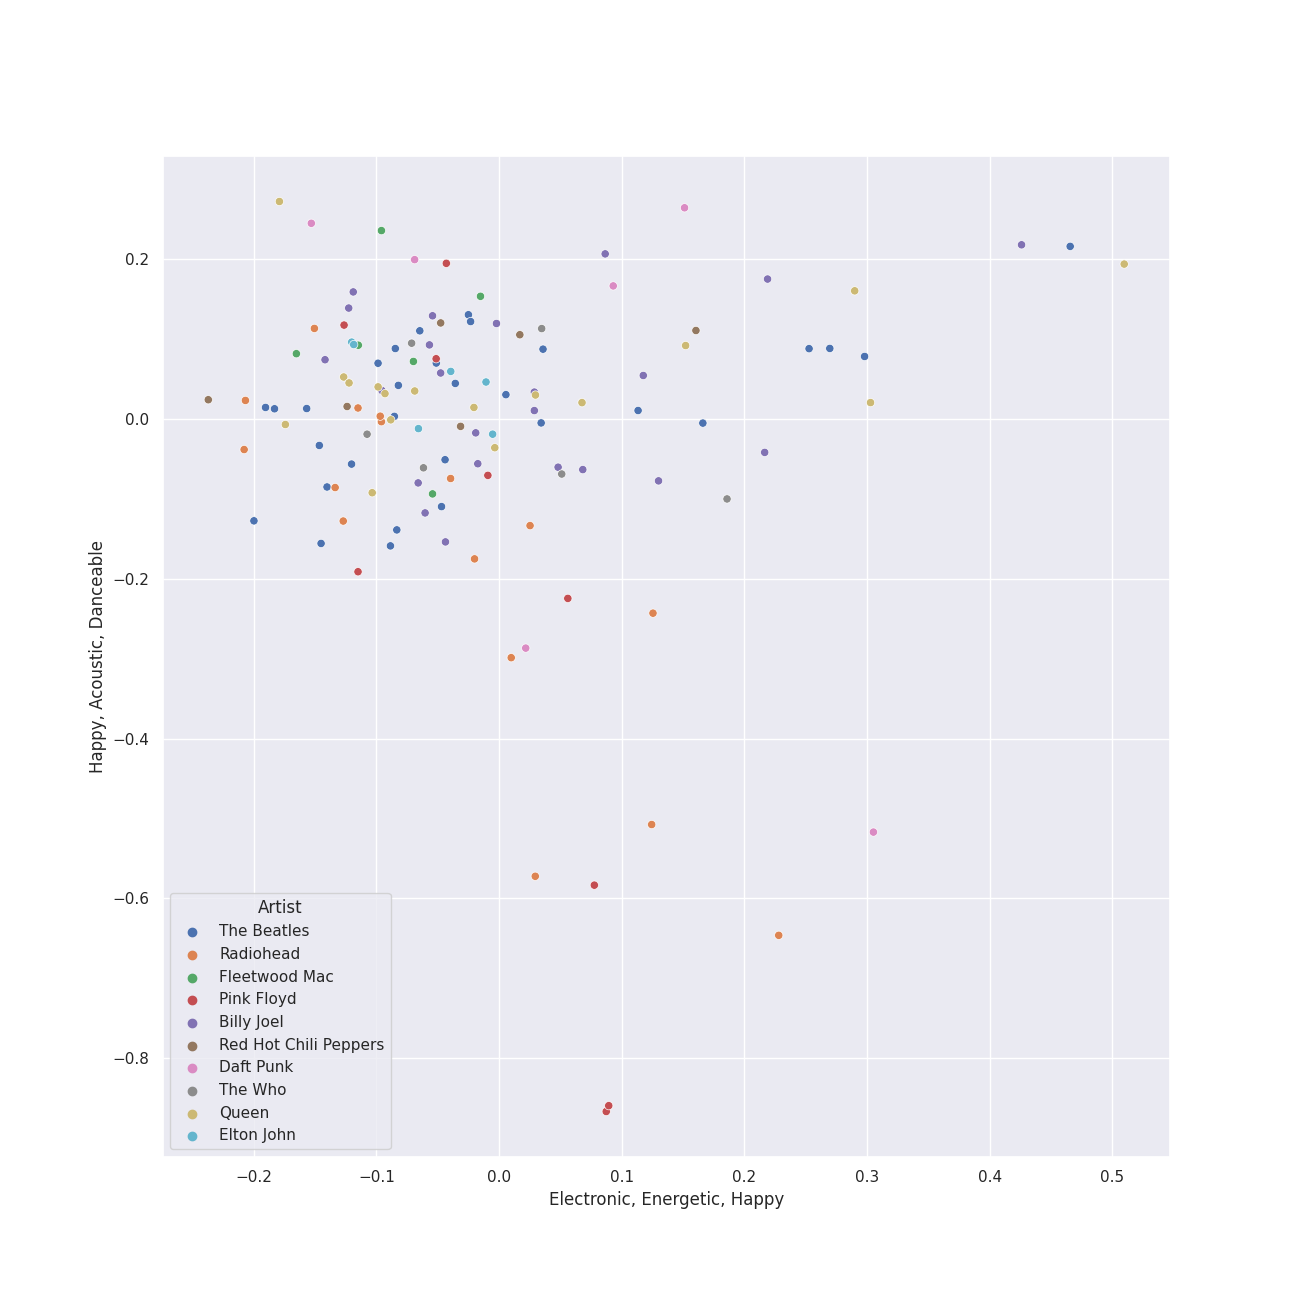 0.2
0.0
−0.2
−0.4
−0.6
−0.8
Happy, Acoustic, Danceable
Artist
The Beatles
Radiohead
Fleetwood Mac
Pink Floyd
Billy Joel
Red Hot Chili Peppers
Daft Punk
The Who
Queen
Elton John
−0.2 −0.1 0.0 0.1 0.2 0.3 0.4 0.5
Electronic, Energetic, Happy